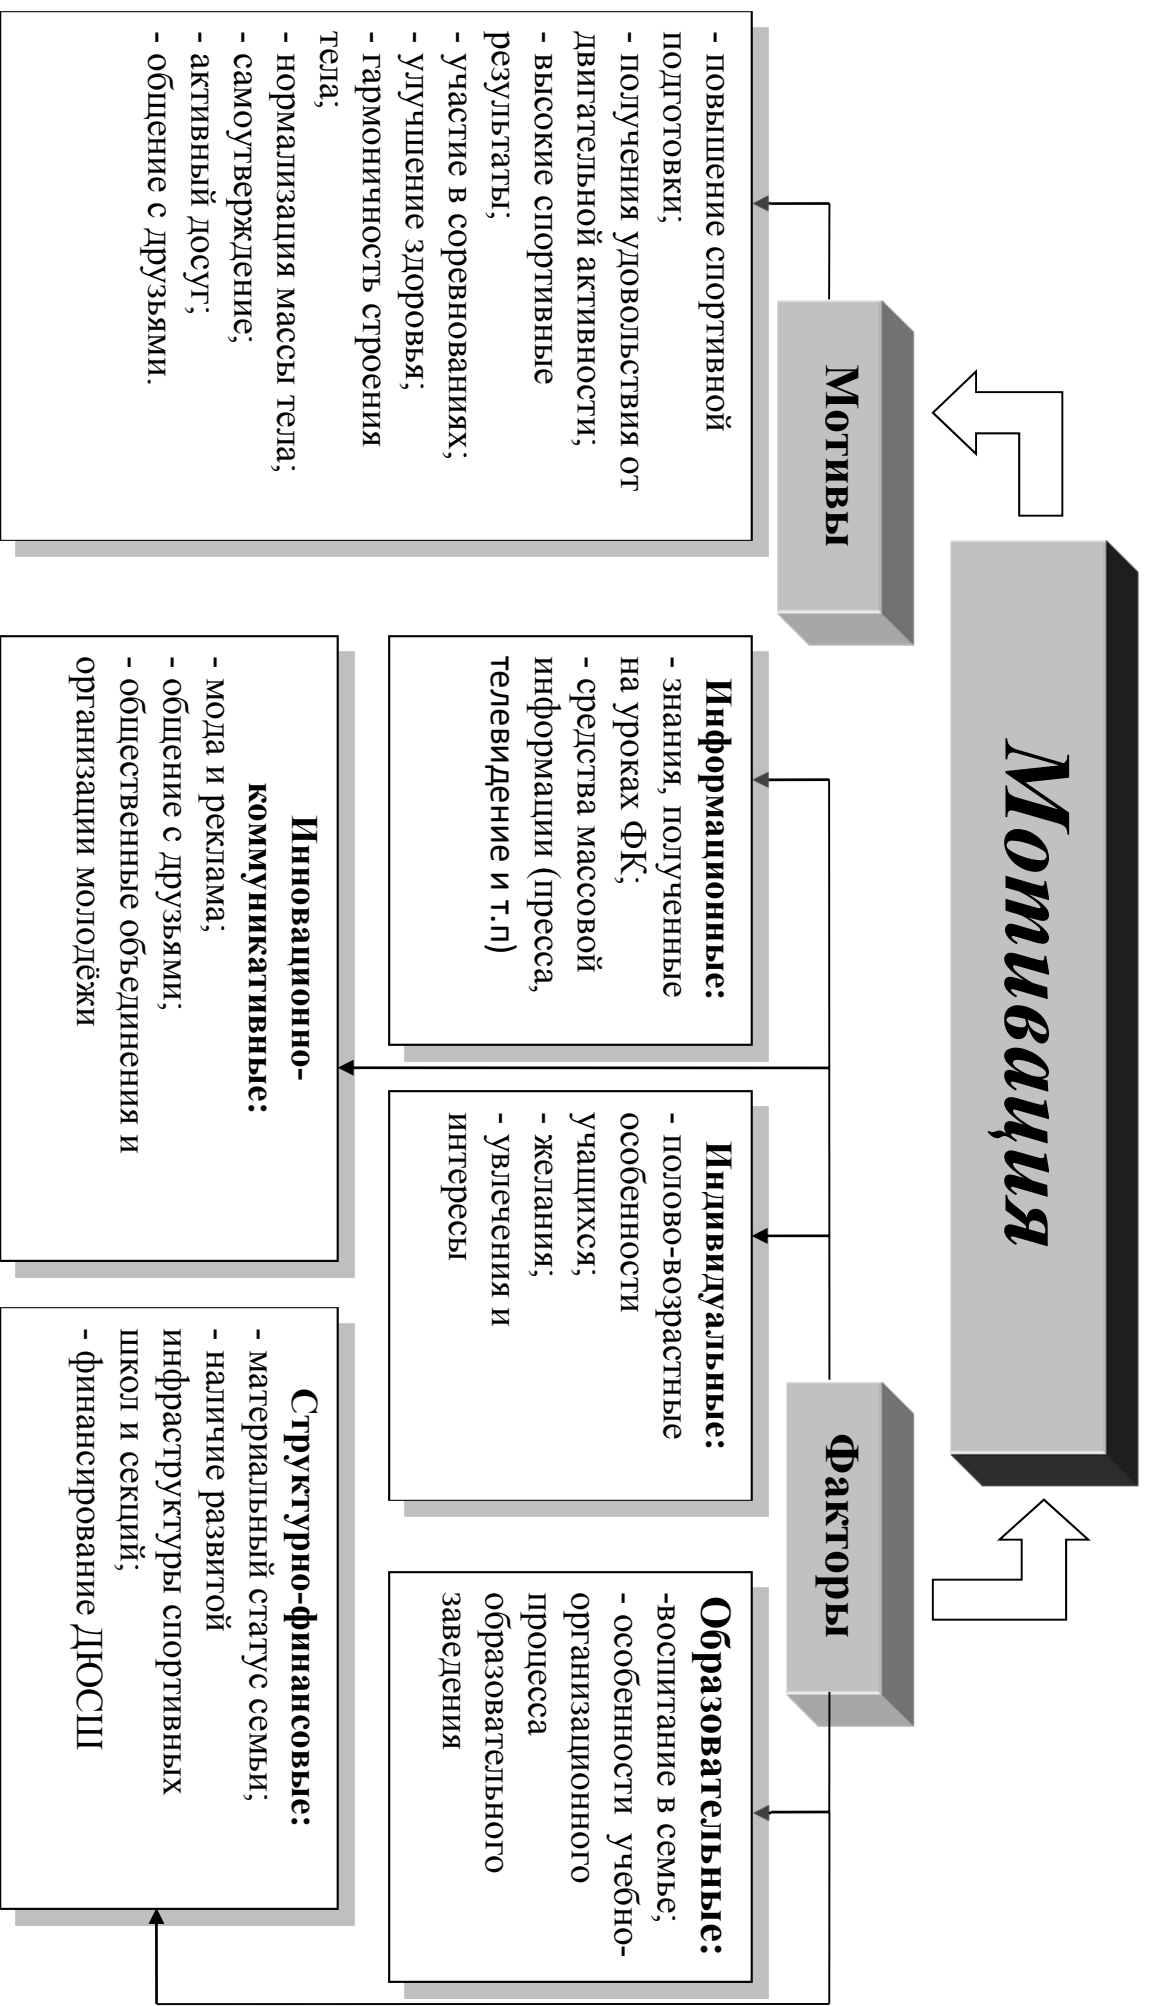 Мотивация
Мотивы
Факторы
- повышение спортивной
подготовки;
- получения удовольствия от
двигательной активности;
- высокие спортивные
результаты;
- участие в соревнованиях;
- улучшение здоровья;
- гармоничность строения
тела;
- нормализация массы тела;
- самоутверждение;
- активный досуг;
- общение с друзьями.
Информационные:
- знания, полученные
на уроках ФК;
- средства массовой
информации (пресса,
телевидение и т.п)
Индивидуальные:
- полово-возрастные
особенности
учащихся;
- желания;
- увлечения и
интересы
Образовательные:
-воспитание в семье;
- особенности учебно-
организационного
процесса
образовательного
заведения
Инновационно-
коммуникативные:
- мода и реклама;
- общение с друзьями;
- общественные объединения и
организации молодёжи
Структурно-финансовые:
- материальный статус семьи;
- наличие развитой
инфраструктуры спортивных
школ и секций;
- финансирование ДЮСШ